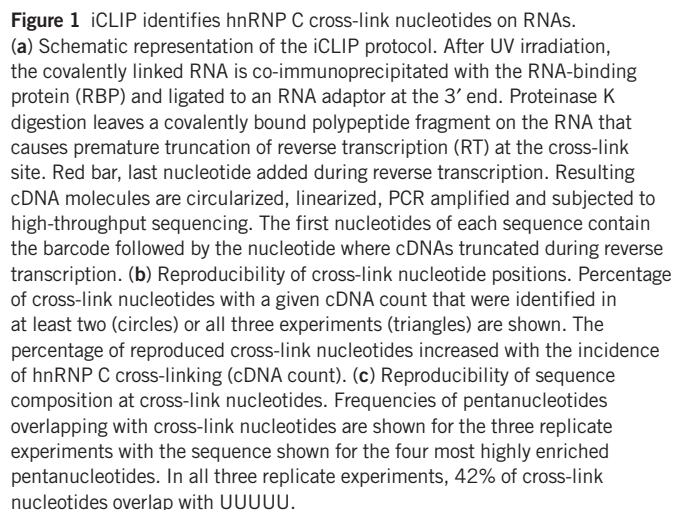 Figure 1 iCLIP identifies hnRNP C cross-link nucleotides on RNAs.
(a) Schematic representation of the iCLIP protocol. After UV irradiation,
the covalently linked RNA is co-immunoprecipitated with the RNA-binding
protein (RBP) and ligated to an RNA adaptor at the 3′ end. Proteinase K
digestion leaves a covalently bound polypeptide fragment on the RNA that
causes premature truncation of reverse transcription (RT) at the cross-link
site. Red bar, last nucleotide added during reverse transcription. Resulting
cDNA molecules are circularized, linearized, PCR amplified and subjected to
high-throughput sequencing. The first nucleotides of each sequence contain
the barcode followed by the nucleotide where cDNAs truncated during reverse
transcription. (b) Reproducibility of cross-link nucleotide positions. Percentage
of cross-link nucleotides with a given cDNA count that were identified in
at least two (circles) or all three experiments (triangles) are shown. The
percentage of reproduced cross-link nucleotides increased with the incidence
of hnRNP C cross-linking (cDNA count). (c) Reproducibility of sequence
composition at cross-link nucleotides. Frequencies of pentanucleotides
overlapping with cross-link nucleotides are shown for the three replicate
experiments with the sequence shown for the four most highly enriched
pentanucleotides. In all three replicate experiments, 42% of cross-link
nucleotides overlap with UUUUU.